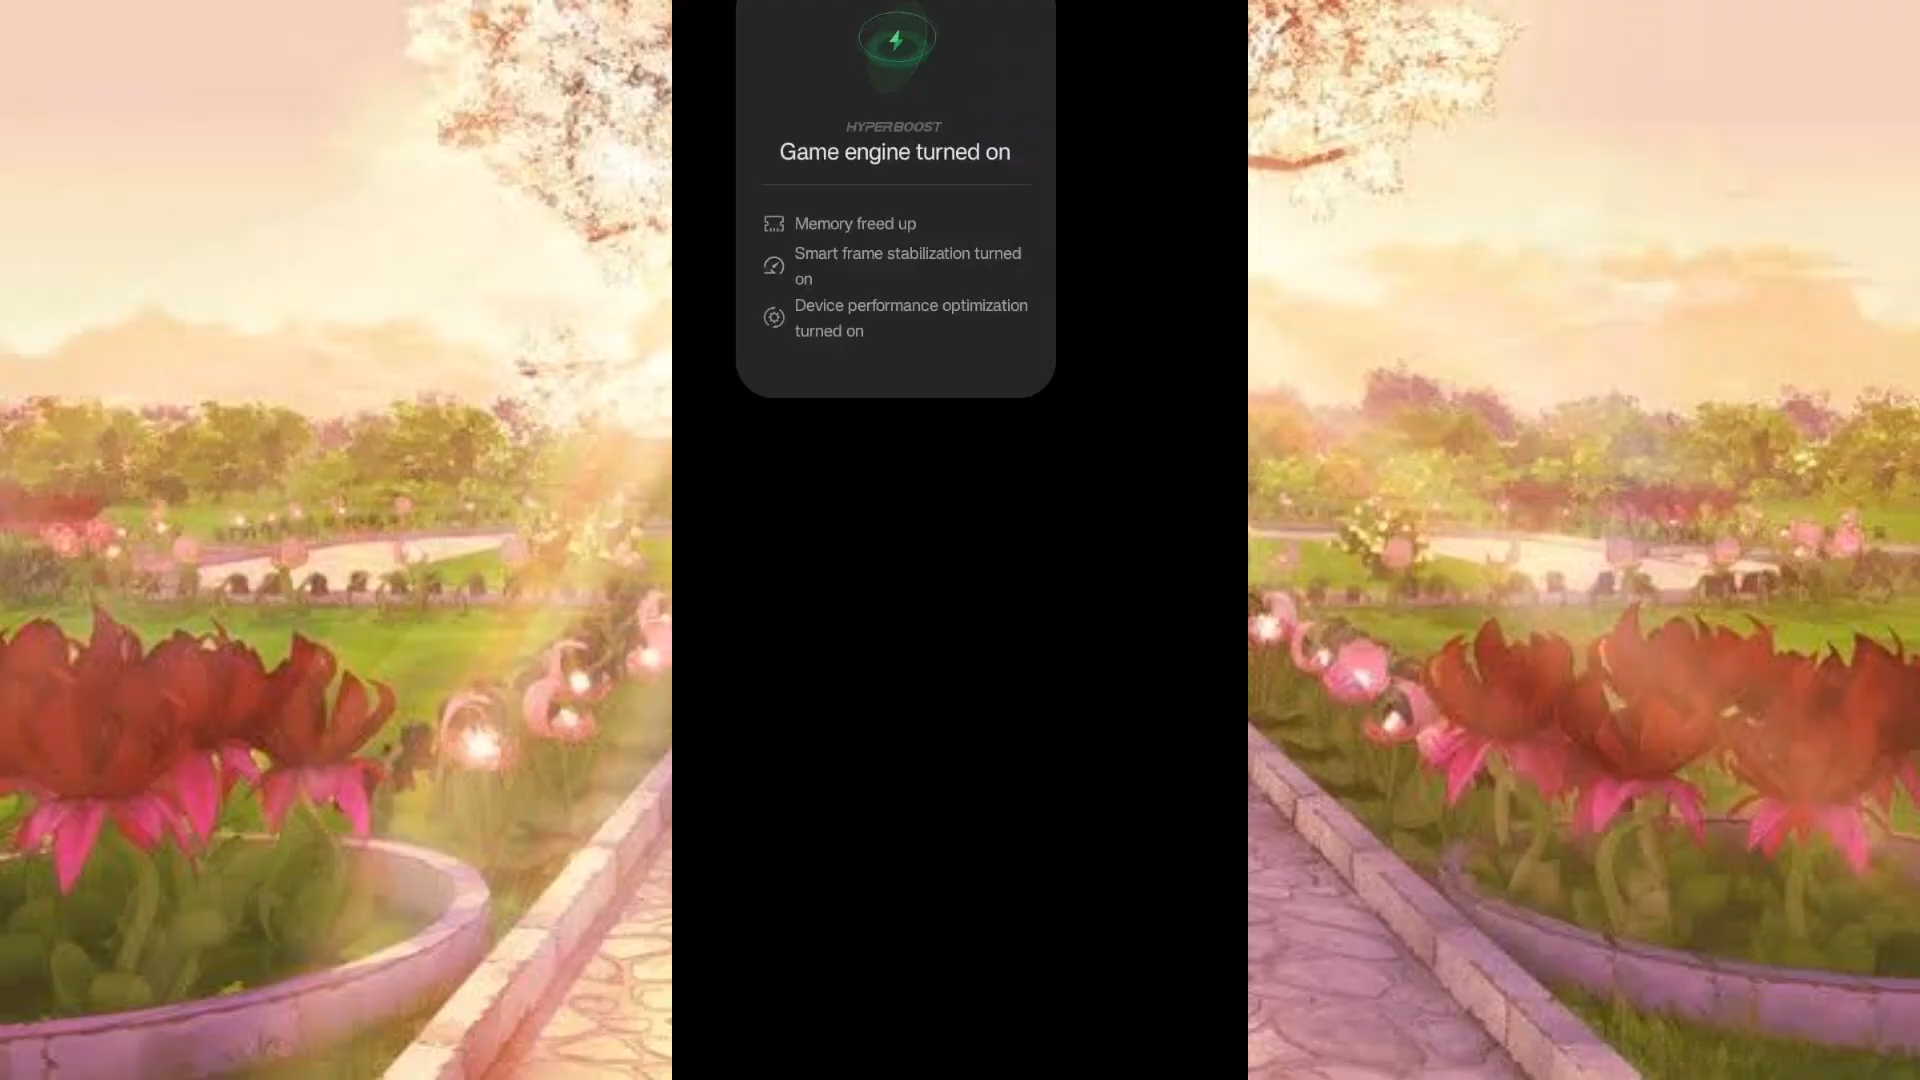 HYPERBOOST
Game engine turned on
Memory freed up
Smart frame stabilization turned
on
Device performance optimization
turned on